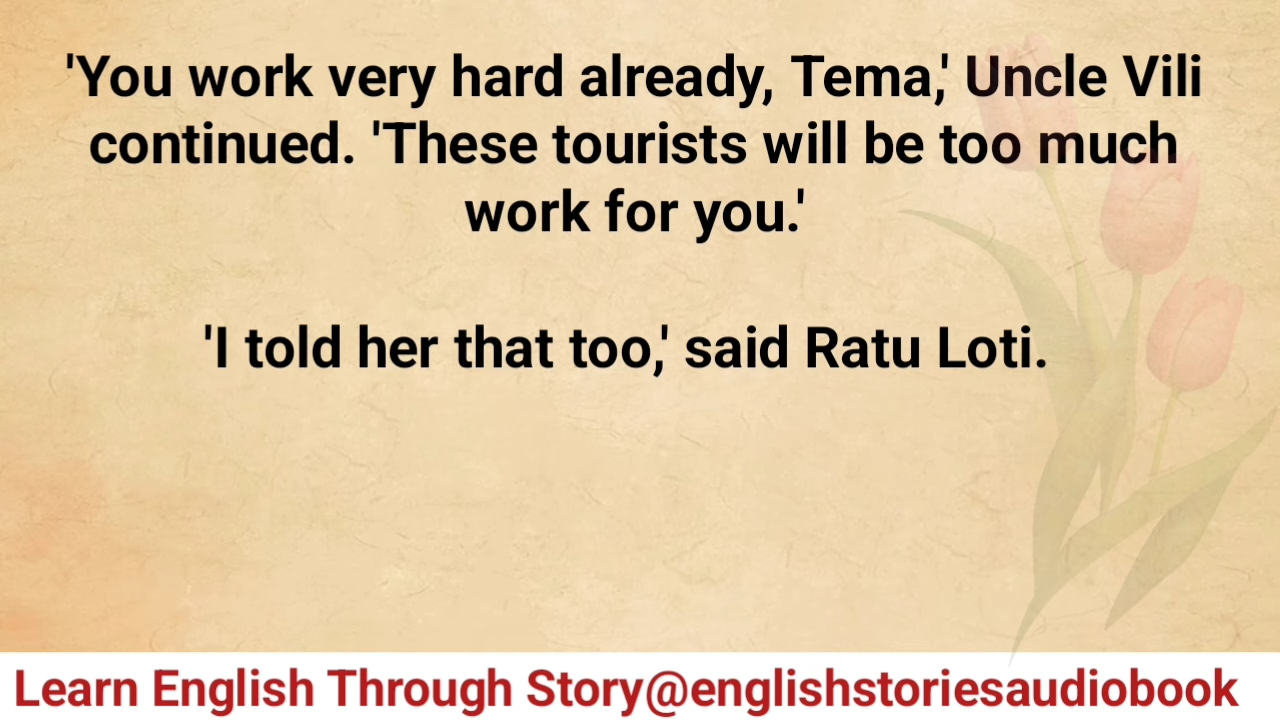 'You work very hard already, Tema,' Uncle Vili
continued. 'These tourists will be too much
work for you.'
'I told her that too,' said Ratu Loti.
Learn English Through Story@englishstoriesaudiobook